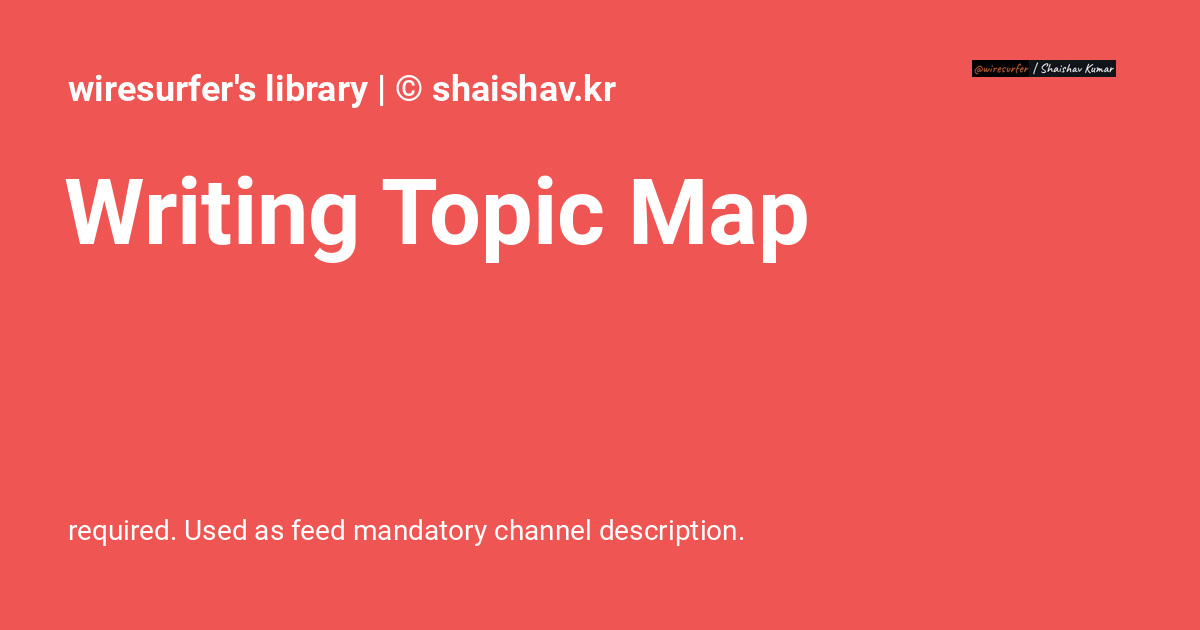 wiresurfer's library | © shaishav.kr
@wiresurfer | Shaishav Kumar
Writing Topic Map
required. Used as feed mandatory channel description.